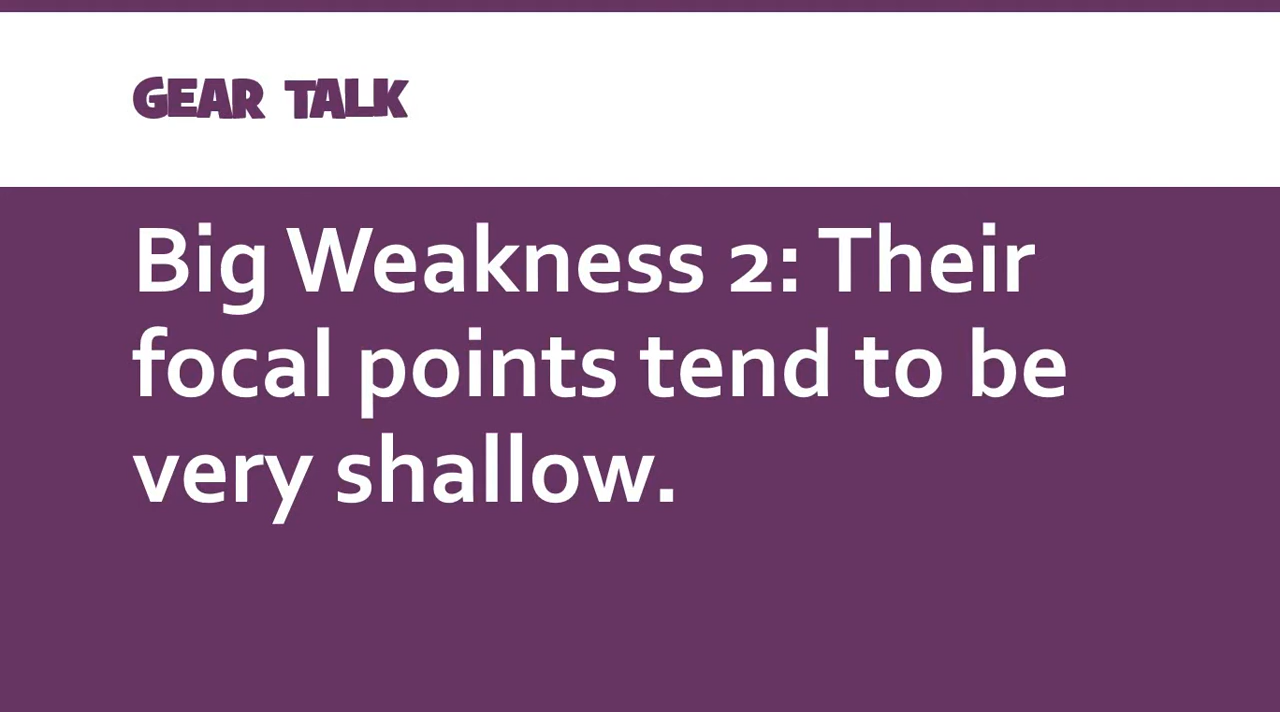 GEAR TALK
Big Weakness 2: Their
focal points tend to be
very shallow.